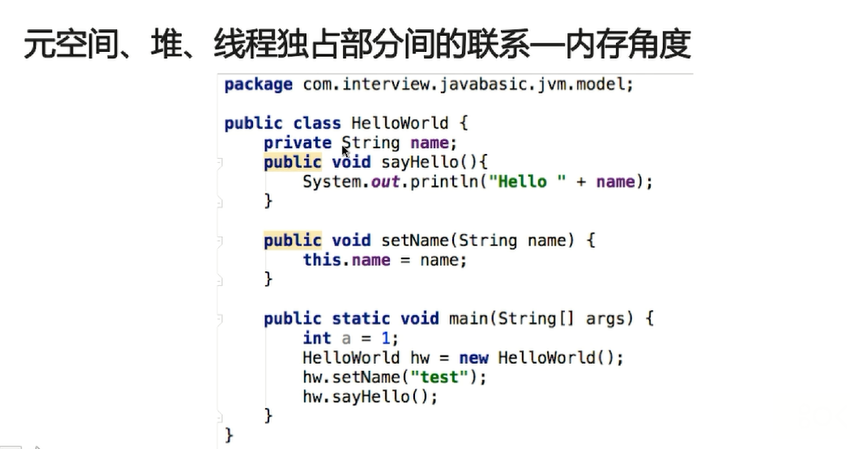 元空间、堆、线程独占部分间的联系—内存角度
package com.interview.javabasic.jvm.model;
public class HelloWorld {
private String name;
public void sayHello(){
System.out.println("Hello " + name);
}
public void setName(String name) {
this.name = name;
}
public static void main(String[] args) {
int a = 1;
HelloWorld hw = new HelloWorld();
hw.setName("test");
hw.sayHello();
}
}